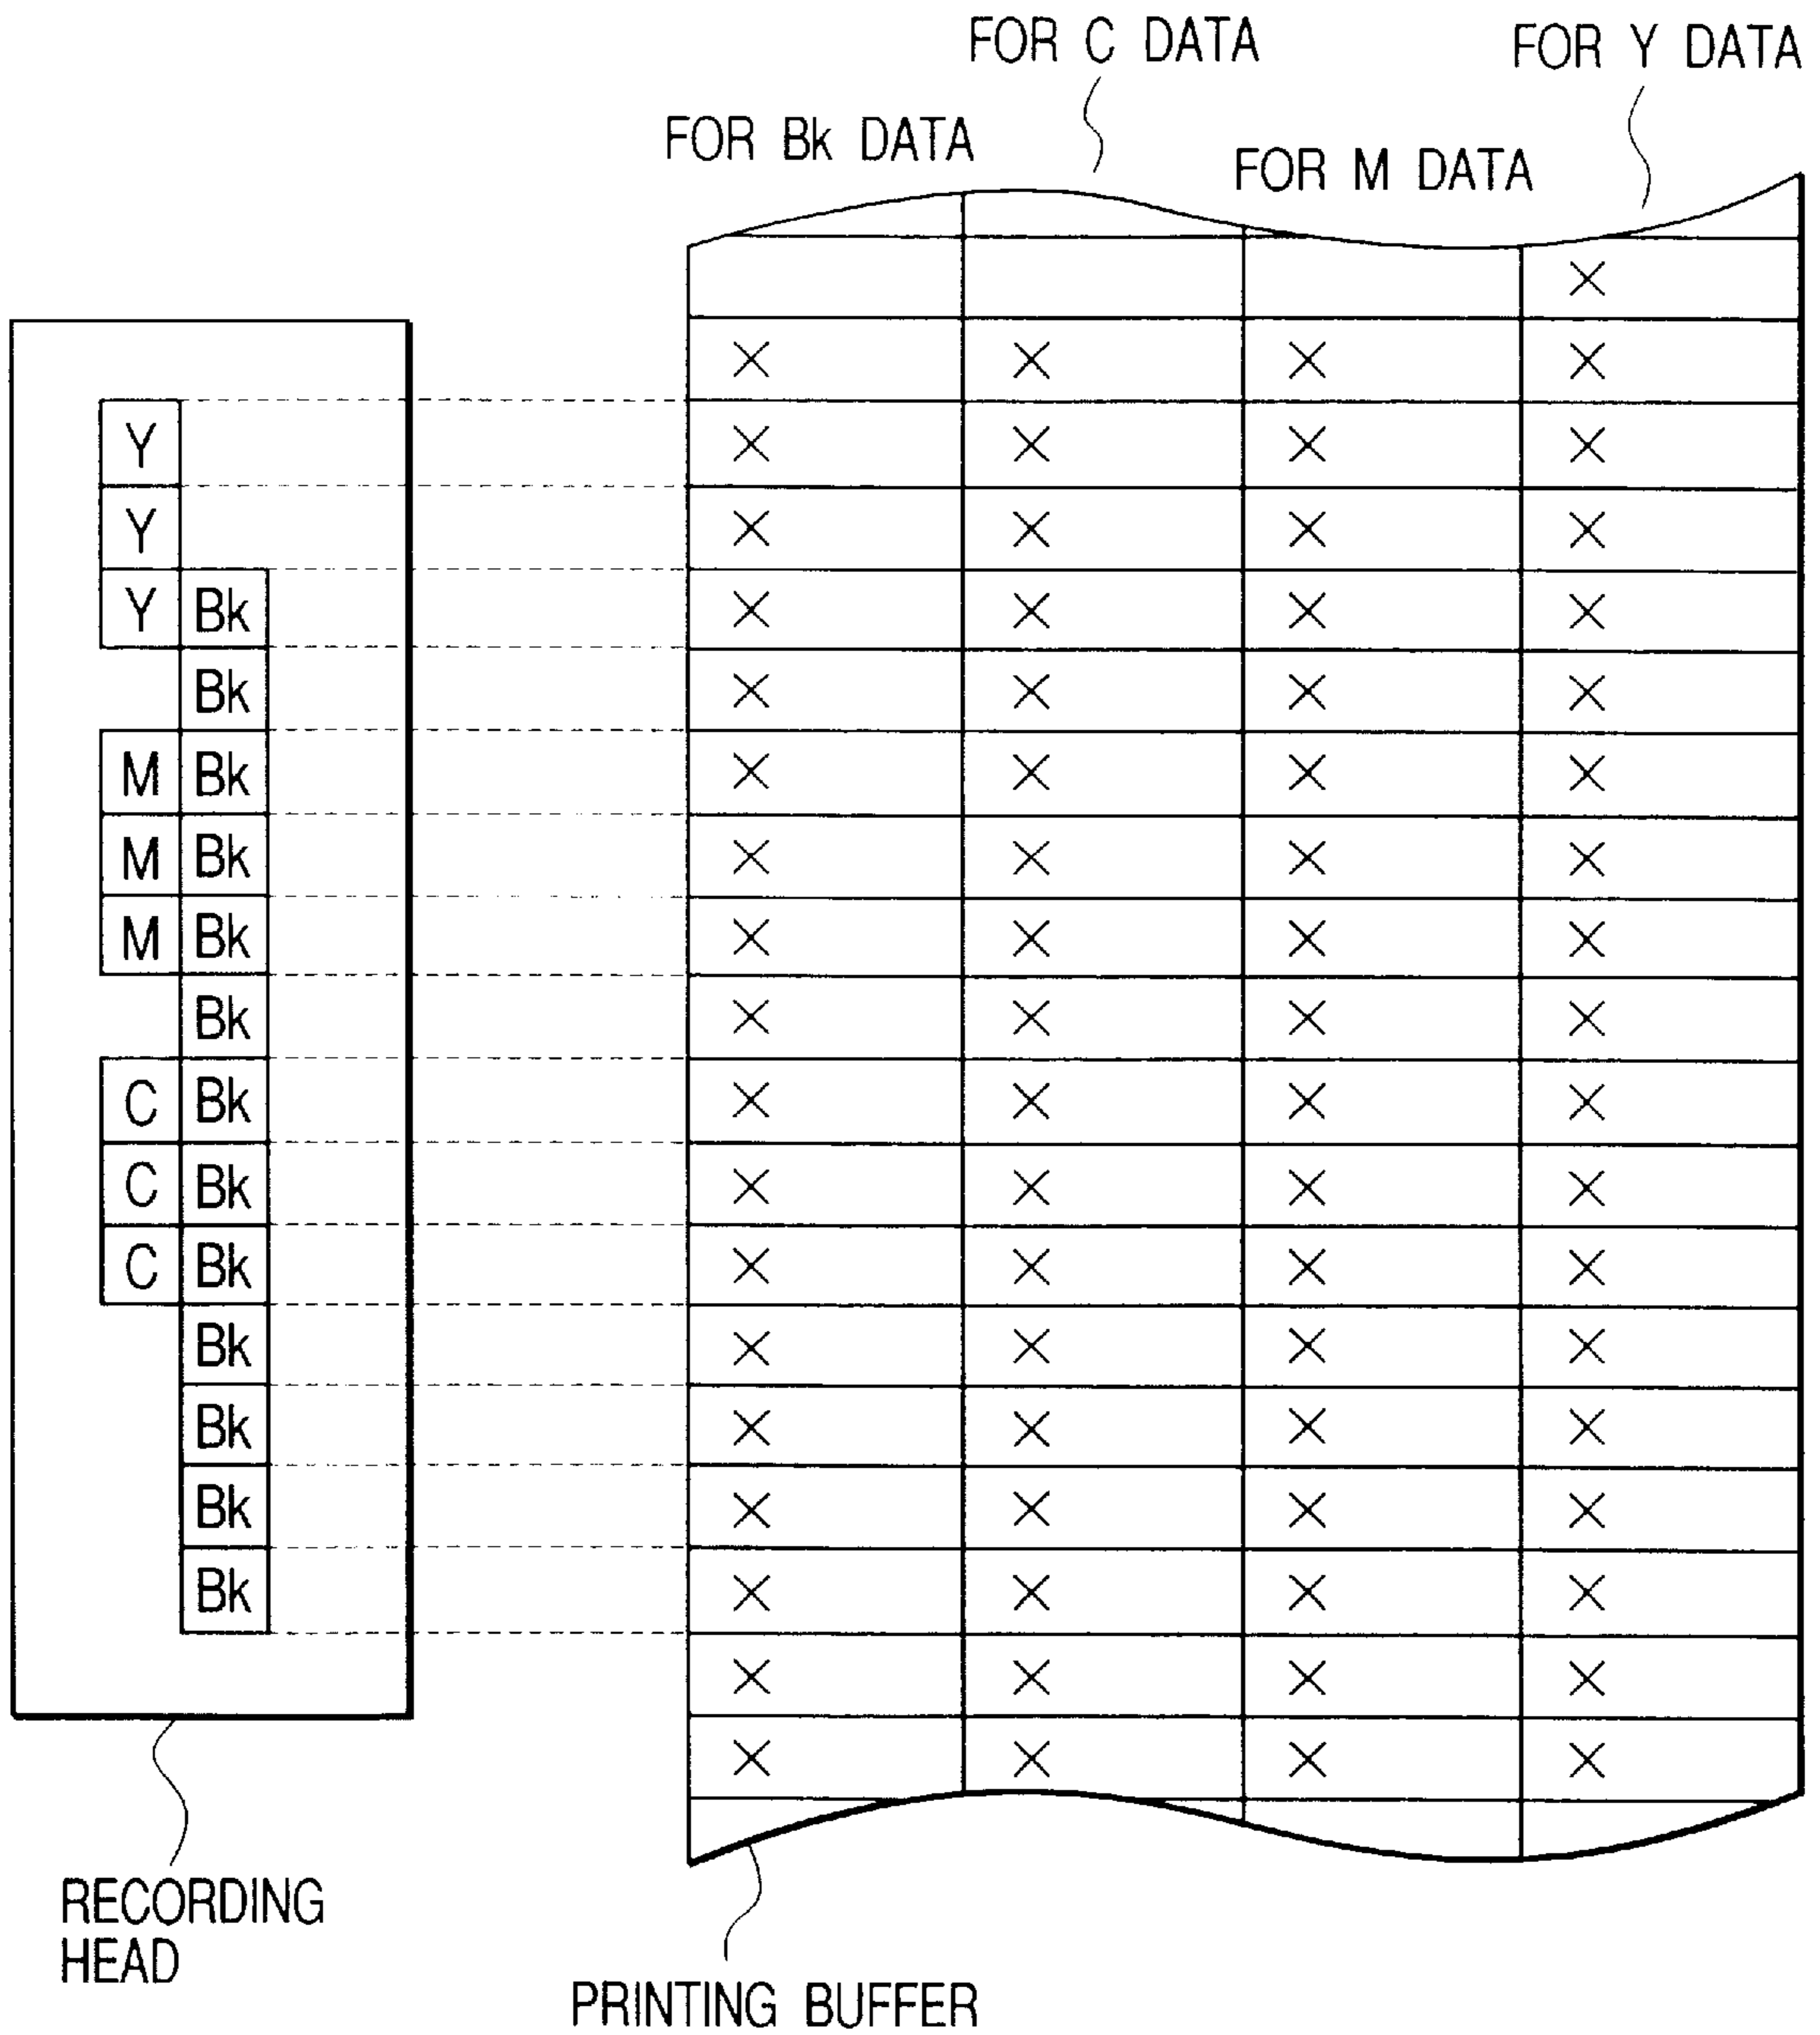 FOR C DATA
FOR Y DATA
FOR Bk DATA
FOR M DATA
×
× × × ×
Y × × × ×
Y × × × ×
Y Bk × × × ×
Bk × × × ×
M Bk × × × ×
M Bk × × × ×
M Bk × × × ×
Bk × × × ×
C Bk × × × ×
C Bk × × × ×
C Bk × × × ×
Bk × × × ×
Bk × × × ×
Bk × × × ×
Bk × × × ×
× × × ×
× × × ×
RECORDING
HEAD
PRINTING BUFFER